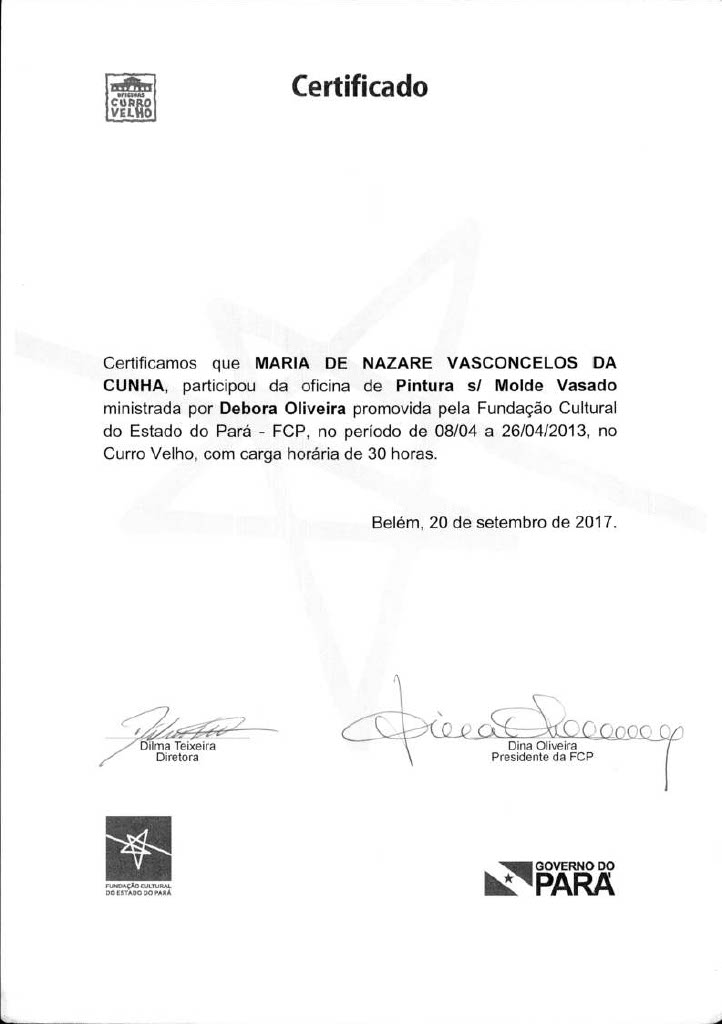 OFICINAS
CURRO
VELHO
Certificado
Certificamos que MARIA DE NAZARE VASCONCELOS DA
CUNHA, participou da oficina de Pintura s/ Molde Vasado
ministrada por Debora Oliveira promovida pela Fundação Cultural
do Estado do Pará - FCP, no período de 08/04 a 26/04/2013, no
Curro Velho, com carga horária de 30 horas.
Belém, 20 de setembro de 2017.
Dilma Teixeira
Diretora
Dina Oliveira
Presidente da FCP
FUNDAÇÃO CULTURAL
DO ESTADO DO PARÁ
GOVERNO DO
PARÁ